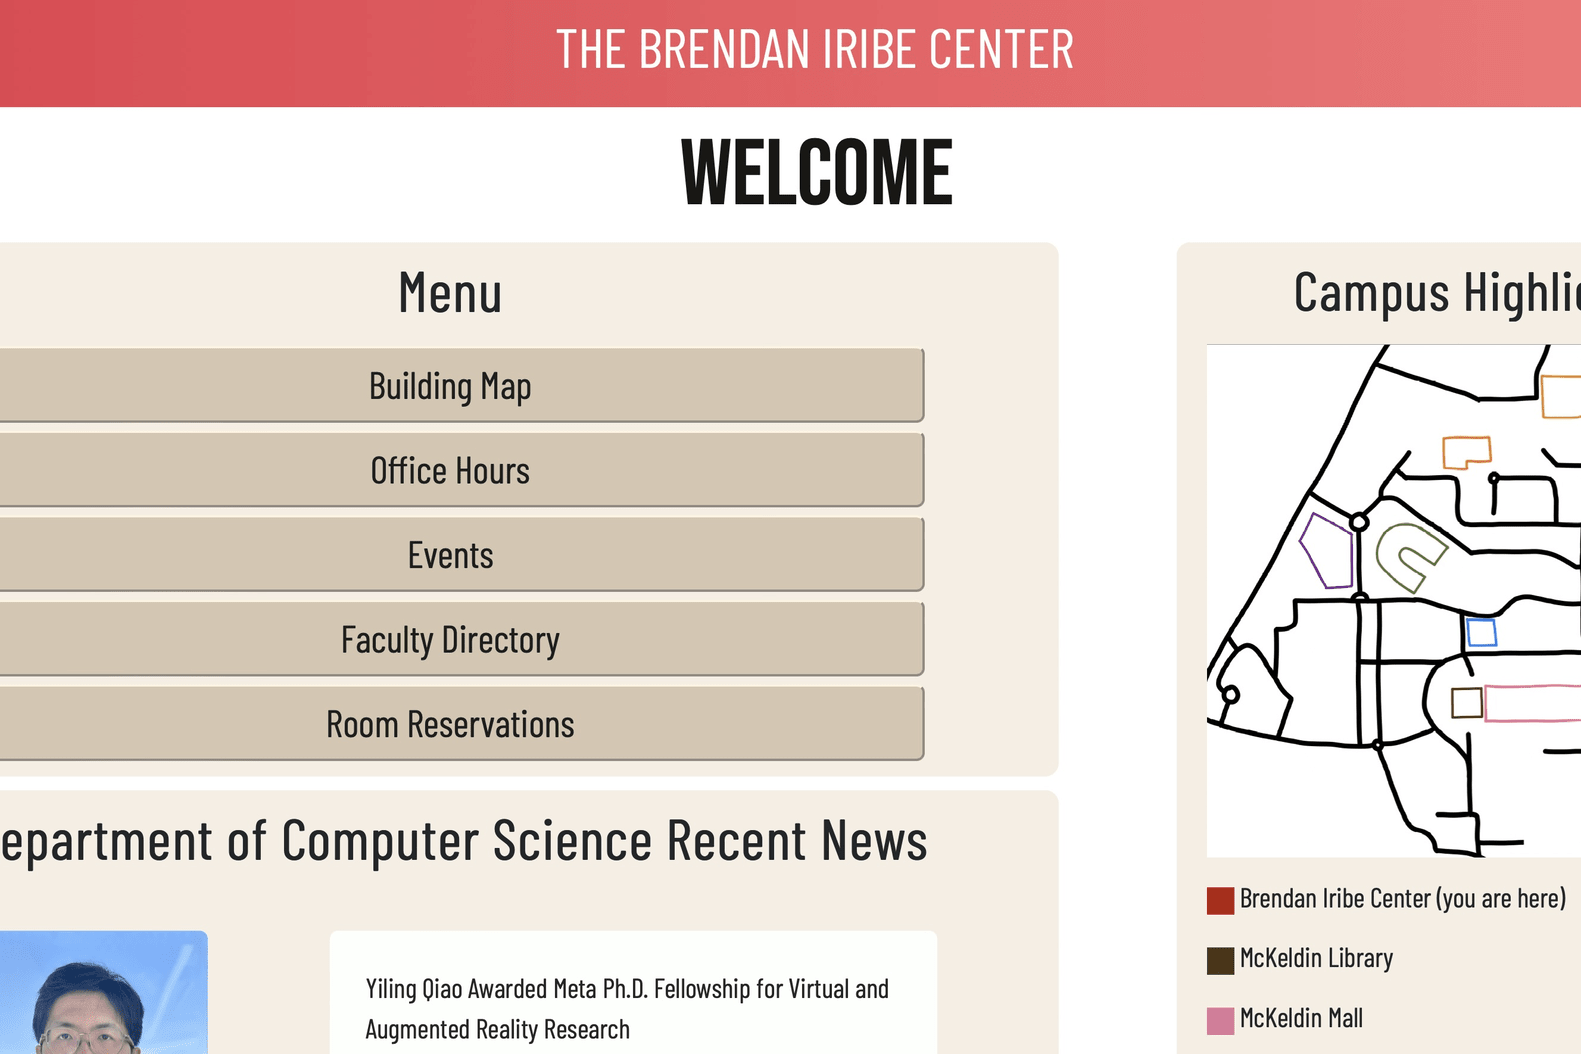 THE BRENDAN IRIBE CENTER
WELCOME
Menu
Building Map
Office Hours
Events
Faculty Directory
Room Reservations
epartment of Computer Science Recent News
Yiling Qiao Awarded Meta Ph.D. Fellowship for Virtual and
Augmented Reality Research
Campus Highli
Brendan Iribe Center (you are here)
McKeldin Library
McKeldin Mall